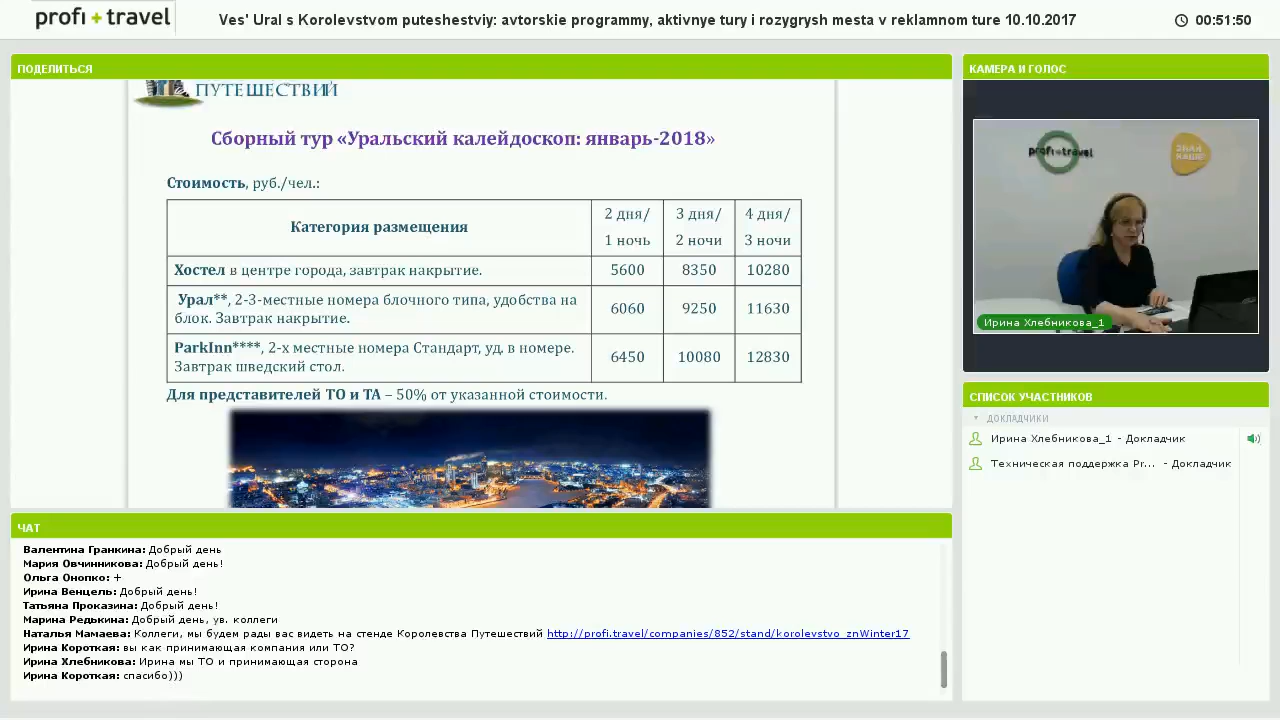 profi + travel
Ves' Ural s Korolevstvom puteshestviy: avtorskie programmy, aktivnye tury i rozygrysh mesta v reklamnom ture 10.10.2017
00:51:50
ПОДЕЛИТЬСЯ
ПУТЕШЕСТВИЙ
Сборный тур «Уральский калейдоскоп: январь-2018»
Стоимость, руб./чел.:
Категория размещения
2 дня/
1 ночь
3 дня/
2 ночи
4 дня/
3 ночи
Хостел в центре города, завтрак накрытие.
5600
8350
10280
Урал**, 2-3-местные номера блочного типа, удобства на
блок. Завтрак накрытие.
6060
9250
11630
ParkInn****, 2-х местные номера Стандарт, уд. в номере.
Завтрак шведский стол.
6450
10080
12830
Для представителей ТО и ТА – 50% от указанной стоимости.
КАМЕРА И ГОЛОС
profi+travel
ЗНАЙ
НАШЕ
Ирина Хлебникова_1
СПИСОК УЧАСТНИКОВ
ДОКЛАДЧИКИ
Ирина Хлебникова_1 - Докладчик
Техническая поддержка Pr... - Докладчик
ЧАТ
Валентина Гранкина: Добрый день
Мария Овчинникова: Добрый день!
Ольга Онопко: +
Ирина Венцель: Добрый день!
Татьяна Проказина: Добрый день!
Марина Редькина: Добрый день, ув. коллеги
Наталья Мамаева: Коллеги, мы будем рады вас видеть на стенде Королевства Путешествий http://profi.travel/companies/852/stand/korolevstvo_znWinter17
Ирина Короткая: вы как принимающая компания или ТО?
Ирина Хлебникова: Ирина мы ТО и принимающая сторона
Ирина Короткая: спасибо)))